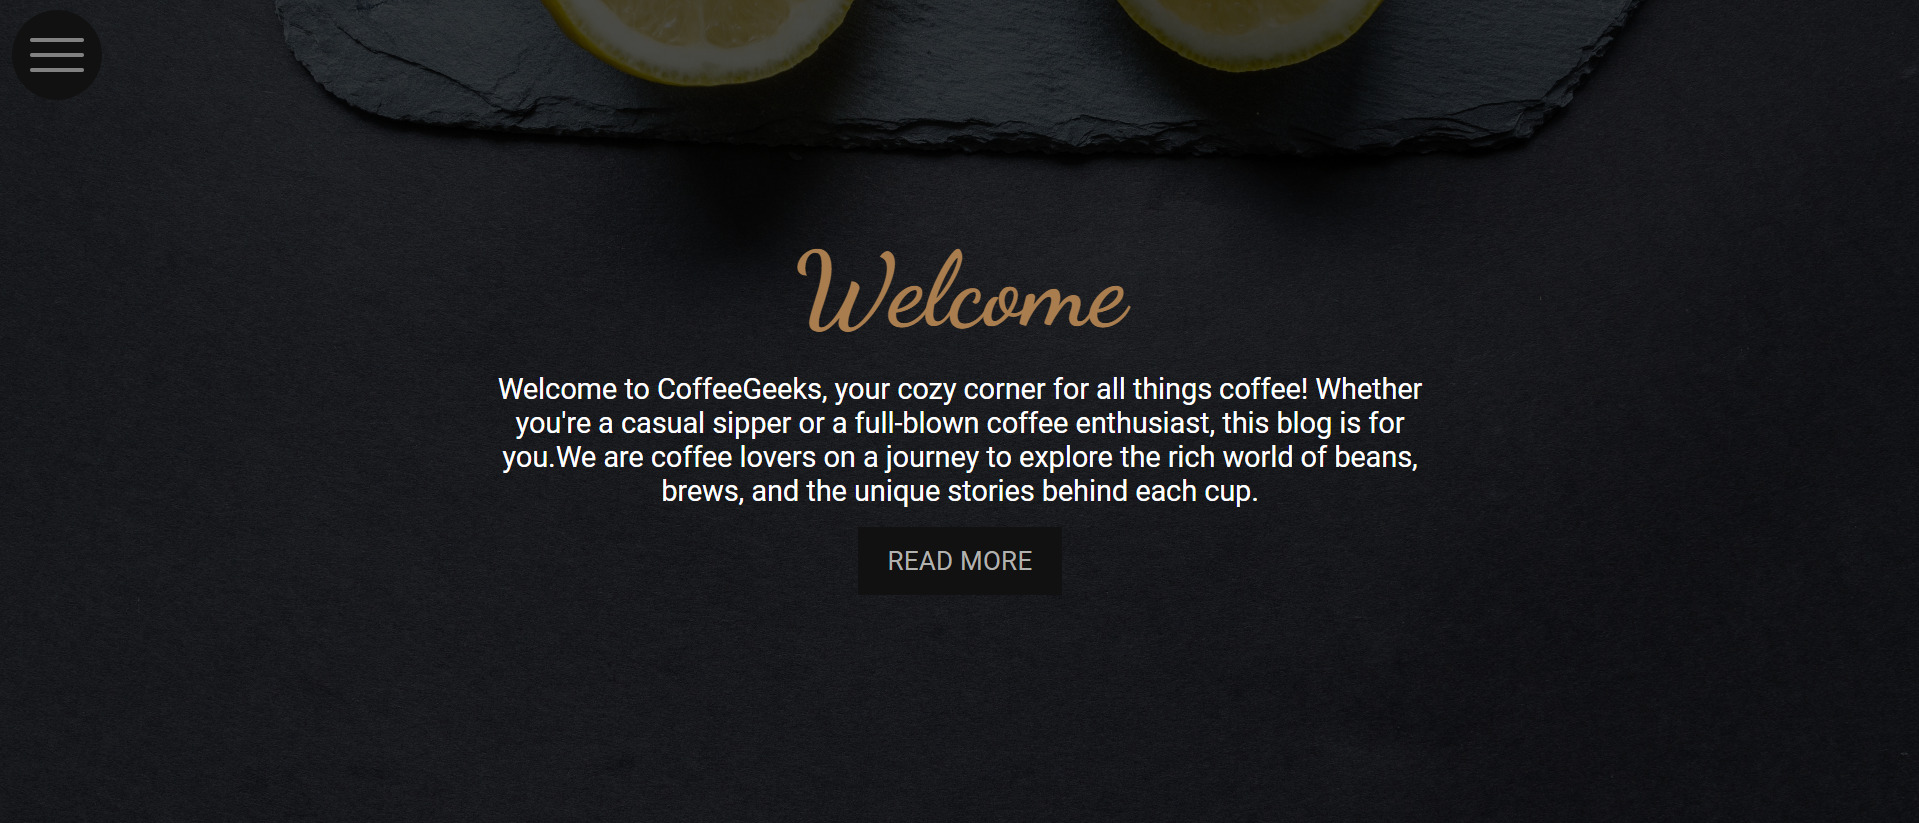 Welcome
Welcome to CoffeeGeeks, your cozy corner for all things coffee! Whether
you're a casual sipper or a full-blown coffee enthusiast, this blog is for
you.We are coffee lovers on a journey to explore the rich world of beans,
brews, and the unique stories behind each cup.
READ MORE